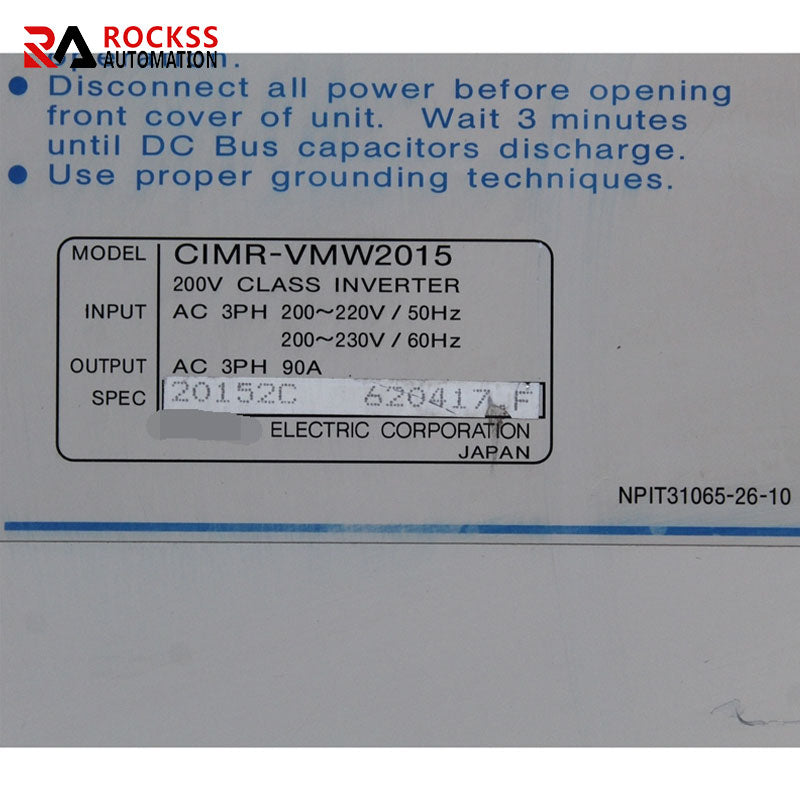 RA ROCKSS
AUTOMATION
● Disconnect all power before opening
front cover of unit. Wait 3 minutes
until DC Bus capacitors discharge.
● Use proper grounding techniques.
MODEL CIMR-VMW2015
200V CLASS INVERTER
INPUT AC 3PH 200~220V / 50Hz
200~230V / 60Hz
OUTPUT AC 3PH 90A
SPEC 20152C 620417 F
ELECTRIC CORPORATION
JAPAN
NPIT31065-26-10